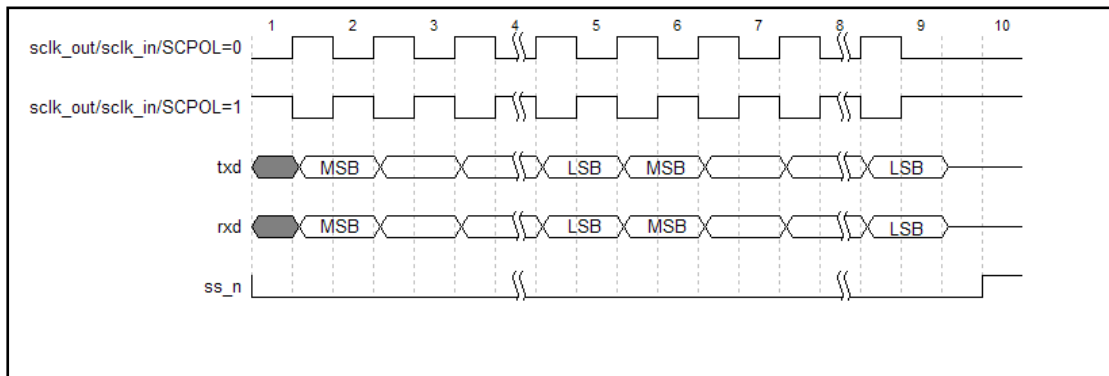 1 2 3 4 5 6 7 8 9 10
sclk_out/sclk_in/SCPOL=0
sclk_out/sclk_in/SCPOL=1
txd MSB LSB MSB LSB
rxd MSB LSB MSB LSB
ss_n